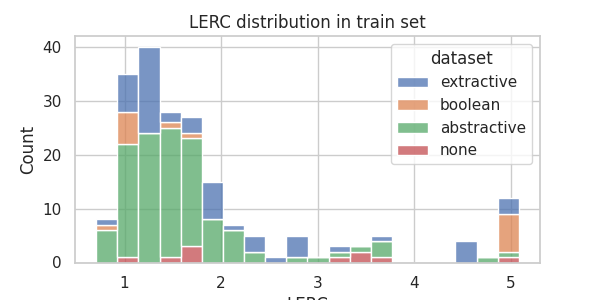 LERC distribution in train set
40
30
20
10
0
Count
dataset
extractive
boolean
abstractive
none
1 2 3 4 5
LERC